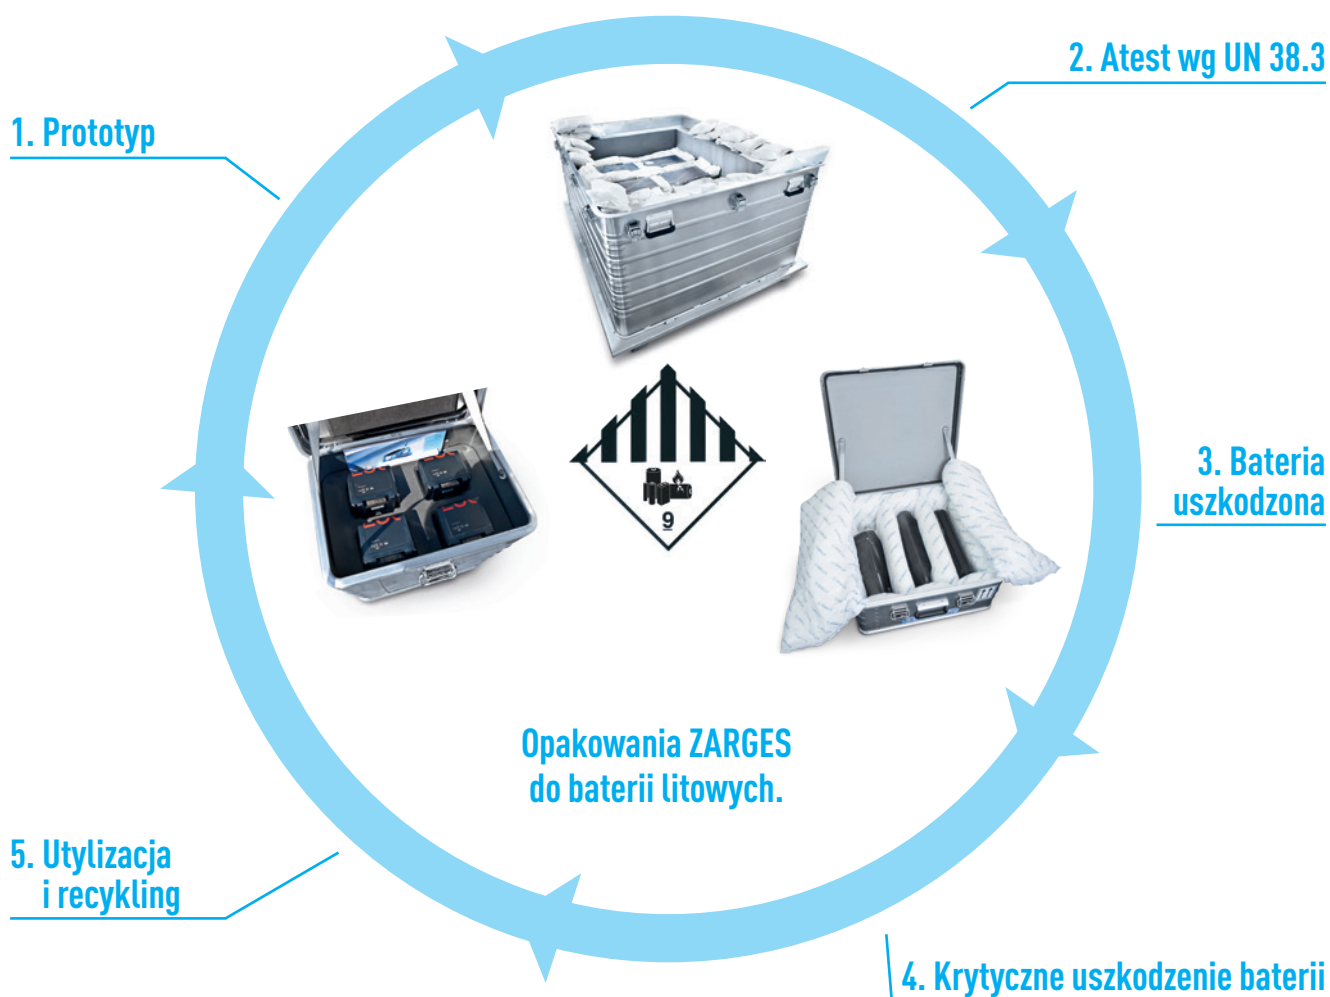 1. Prototyp
2. Atest wg UN 38.3
3. Bateria
uszkodzona
4. Krytyczne uszkodzenie baterii
5. Utylizacja
i recykling
9
Opakowania ZARGES
do baterii litowych.